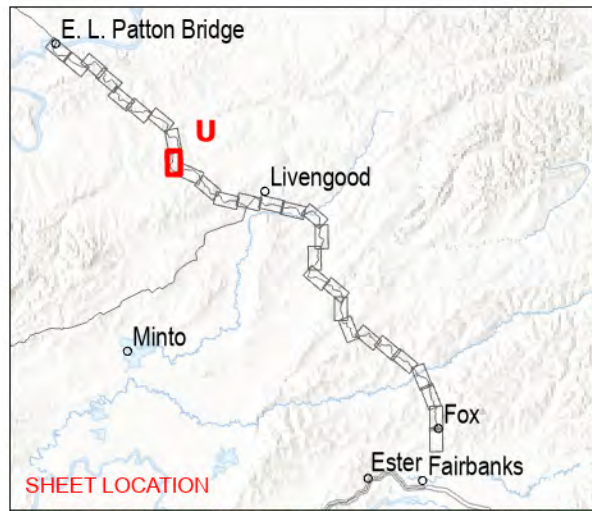 E. L. Patton Bridge
U
Livengood
Minto
Fox
Ester Fairbanks
SHEET LOCATION